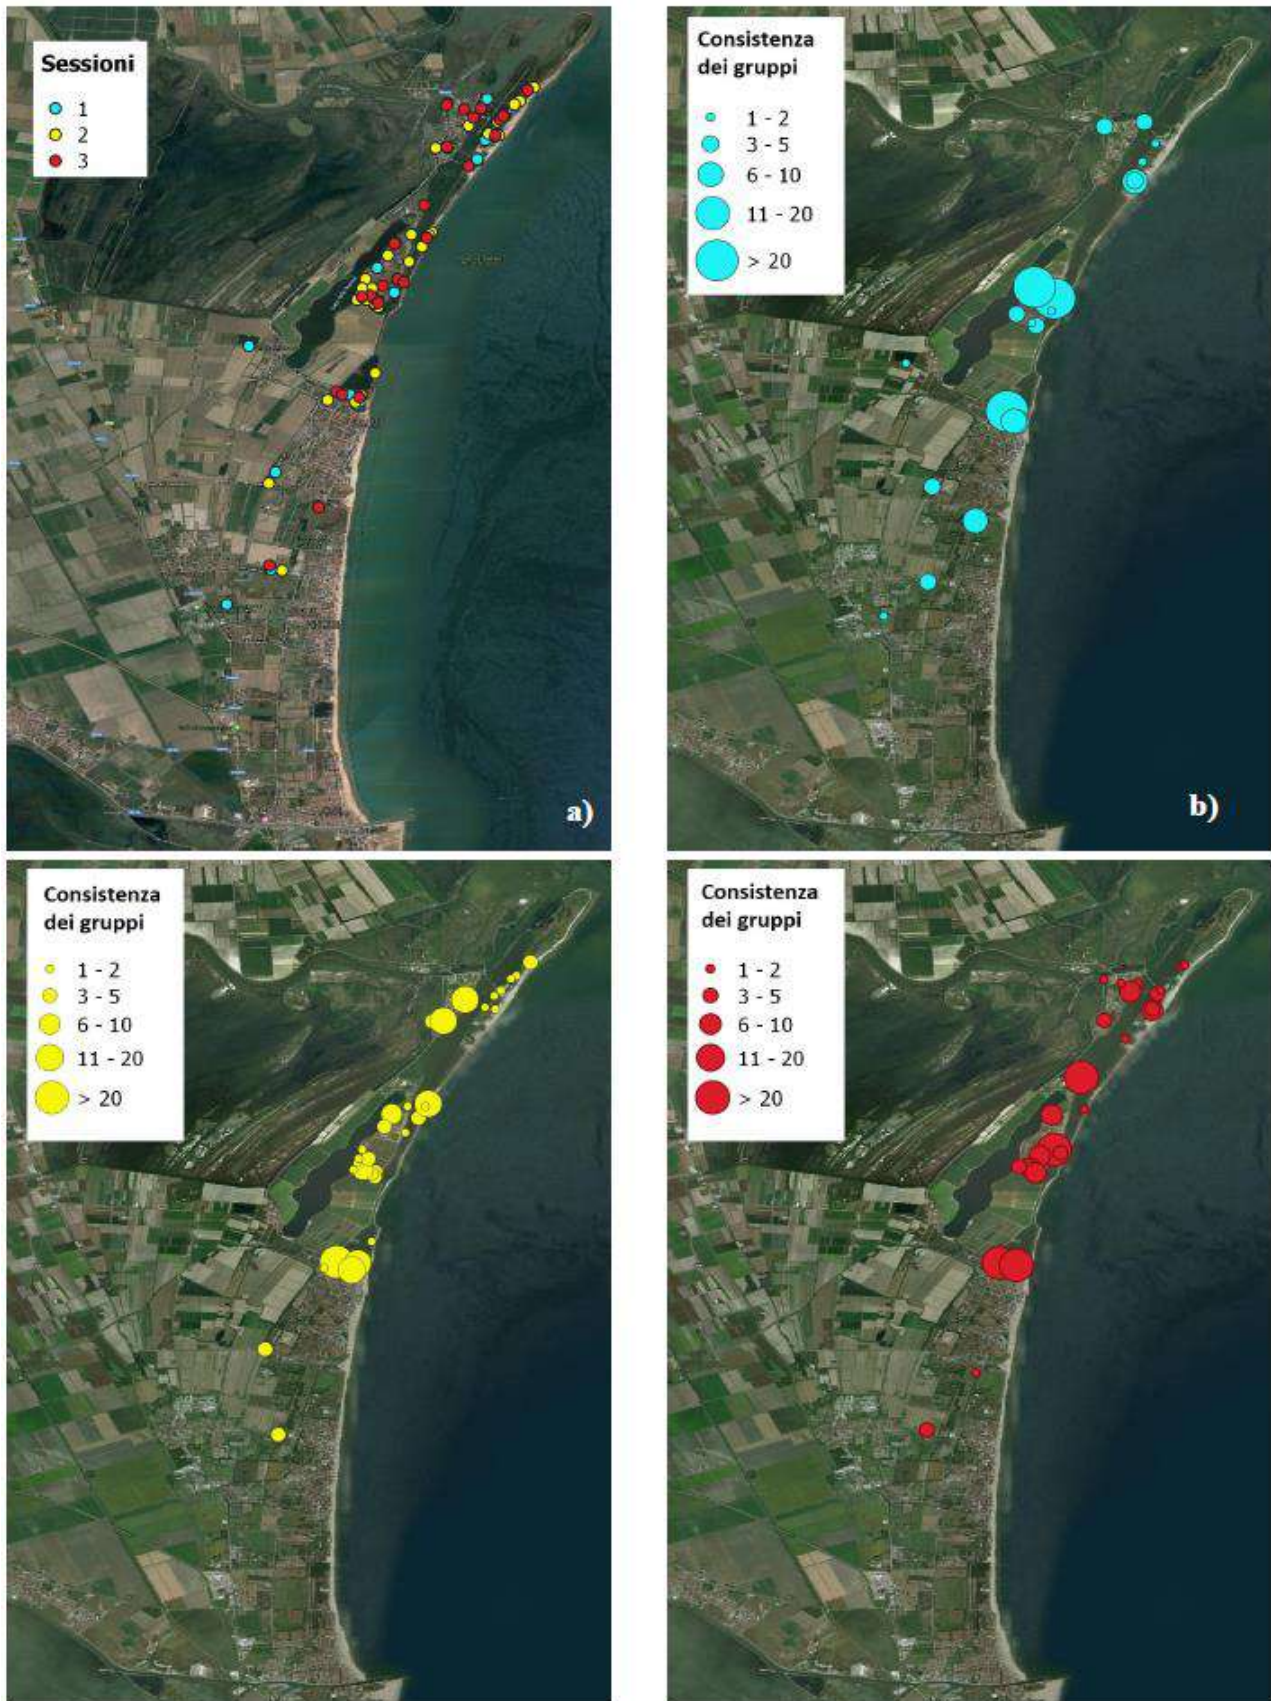 Sessioni
1
2
3
a)
Consistenza
dei gruppi
1 - 2
3 - 5
6 - 10
11 - 20
> 20
b)
Consistenza
dei gruppi
1 - 2
3 - 5
6 - 10
11 - 20
> 20
Consistenza
dei gruppi
1 - 2
3 - 5
6 - 10
11 - 20
> 20